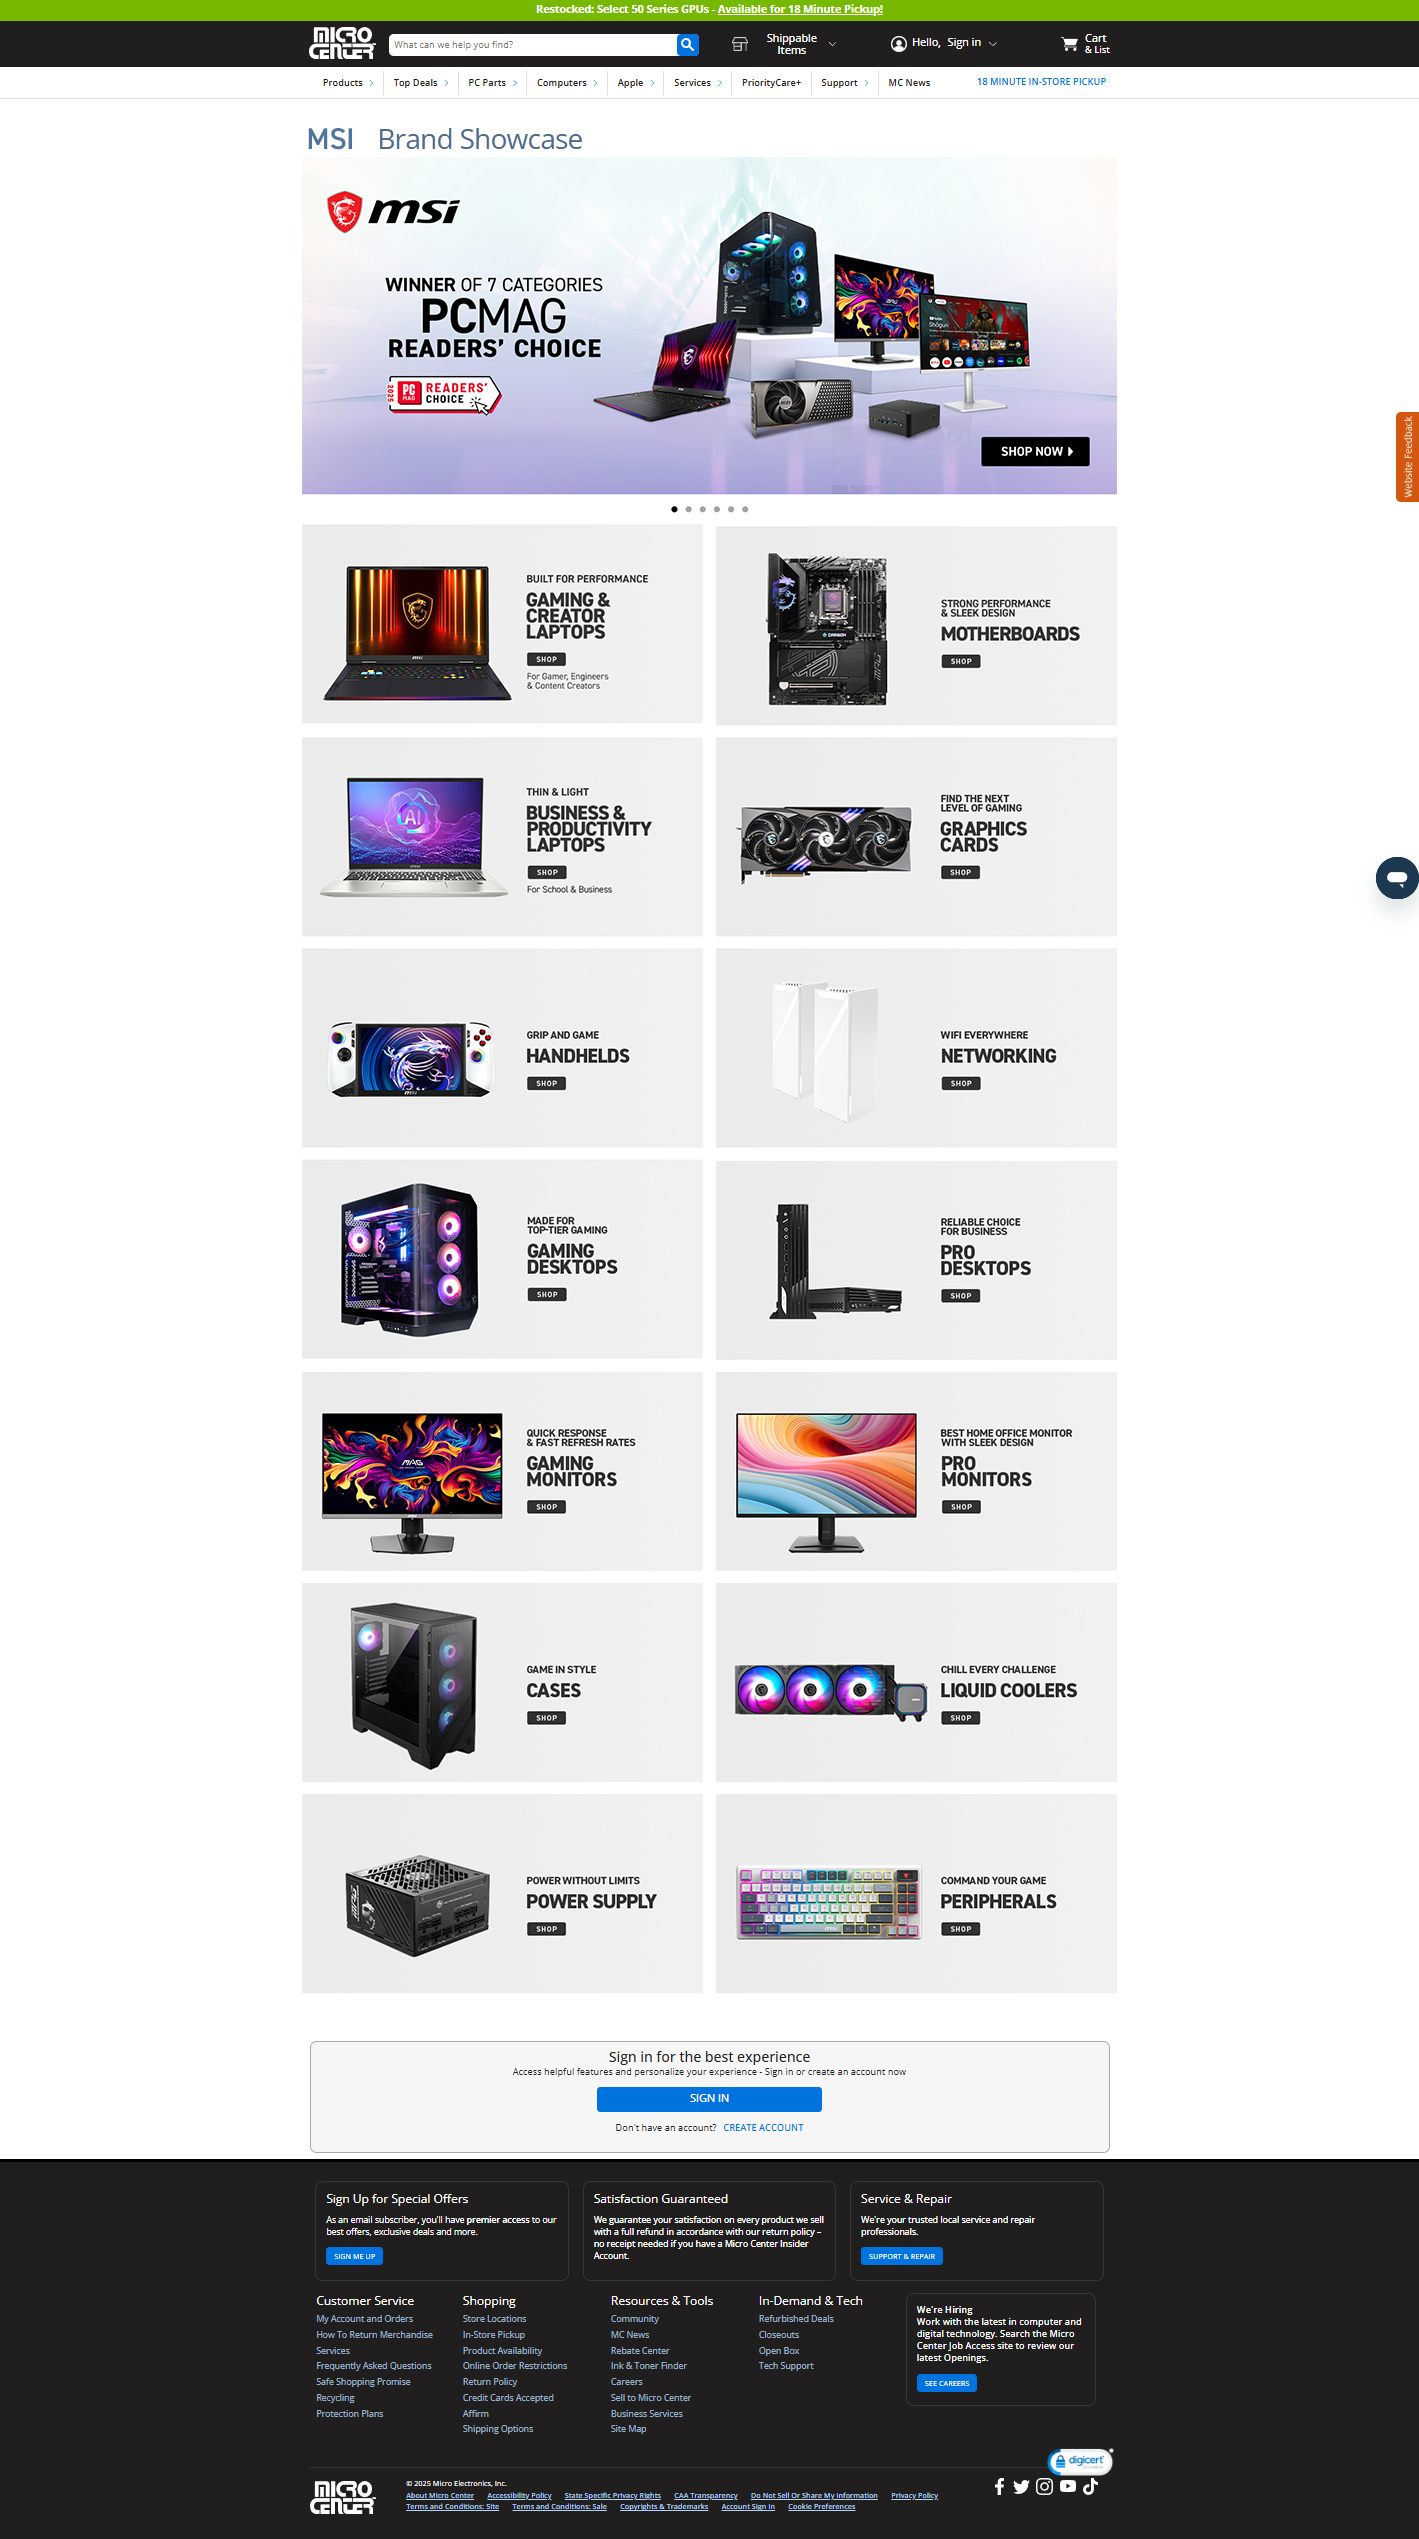 Restocked: Select 50 Series GPUs - Available for 18 Minute Pickup!
MICRO CENTER
What can we help you find?
Shippable Items
Hello, Sign in
Cart & List
Products
Top Deals
PC Parts
Computers
Apple
Services
PriorityCare+
Support
MC News
18 MINUTE IN-STORE PICKUP
MSI Brand Showcase
msi
WINNER OF 7 CATEGORIES
PCMAG
READERS' CHOICE
2025 PC MAG READERS' CHOICE
SHOP NOW
Website Feedback
BUILT FOR PERFORMANCE
GAMING &
CREATOR
LAPTOPS
SHOP
For Gamer, Engineers
& Content Creators
STRONG PERFORMANCE
& SLEEK DESIGN
MOTHERBOARDS
SHOP
THIN & LIGHT
BUSINESS &
PRODUCTIVITY
LAPTOPS
SHOP
For School & Business
AI
FIND THE NEXT
LEVEL OF GAMING
GRAPHICS
CARDS
SHOP
GRIP AND GAME
HANDHELDS
SHOP
WIFI EVERYWHERE
NETWORKING
SHOP
MADE FOR
TOP-TIER GAMING
GAMING
DESKTOPS
SHOP
RELIABLE CHOICE
FOR BUSINESS
PRO
DESKTOPS
SHOP
MAG
QUICK RESPONSE
& FAST REFRESH RATES
GAMING
MONITORS
SHOP
BEST HOME OFFICE MONITOR
WITH SLEEK DESIGN
PRO
MONITORS
SHOP
GAME IN STYLE
CASES
SHOP
CHILL EVERY CHALLENGE
LIQUID COOLERS
SHOP
POWER WITHOUT LIMITS
POWER SUPPLY
SHOP
COMMAND YOUR GAME
PERIPHERALS
SHOP
Sign in for the best experience
Access helpful features and personalize your experience - Sign in or create an account now
SIGN IN
Don't have an account? CREATE ACCOUNT
Sign Up for Special Offers
As an email subscriber, you'll have premier access to our
best offers, exclusive deals and more.
SIGN ME UP
Satisfaction Guaranteed
We guarantee your satisfaction on every product we sell
with a full refund in accordance with our return policy –
no receipt needed if you have a Micro Center Insider
Account.
Service & Repair
We're your trusted local service and repair
professionals.
SUPPORT & REPAIR
Customer Service
My Account and Orders
How To Return Merchandise
Services
Frequently Asked Questions
Safe Shopping Promise
Recycling
Protection Plans
Shopping
Store Locations
In-Store Pickup
Product Availability
Online Order Restrictions
Return Policy
Credit Cards Accepted
Affirm
Shipping Options
Resources & Tools
Community
MC News
Rebate Center
Ink & Toner Finder
Careers
Sell to Micro Center
Business Services
Site Map
In-Demand & Tech
Refurbished Deals
Closeouts
Open Box
Tech Support
We're Hiring
Work with the latest in computer and
digital technology. Search the Micro
Center Job Access site to review our
latest Openings.
SEE CAREERS
digicert
MICRO CENTER
© 2025 Micro Electronics, Inc.
About Micro Center Accessibility Policy State Specific Privacy Rights CAA Transparency Do Not Sell Or Share My Information Privacy Policy
Terms and Conditions: Site Terms and Conditions: Sale Copyrights & Trademarks Account Sign In Cookie Preferences